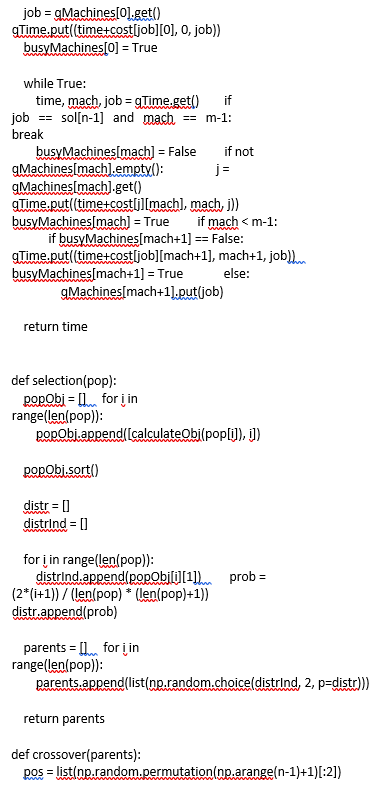 job = qMachines[0].get()
qTime.put((time+cost[job][0], 0, job))
busyMachines[0] = True
while True:
time, mach, job = qTime.get() if
job == sol[n-1] and mach == m-1:
break
busyMachines[mach] = False if not
qMachines[mach].empty(): j =
qMachines[mach].get()
qTime.put((time+cost[j][mach], mach, j))
busyMachines[mach] = True if mach < m-1:
if busyMachines[mach+1] == False:
qTime.put((time+cost[job][mach+1], mach+1, job))
busyMachines[mach+1] = True else:
qMachines[mach+1].put(job)
return time
def selection(pop):
popObj = [] for i in
range(len(pop)):
popObj.append([calculateObj(pop[i]), i])
popObj.sort()
distr = []
distrInd = []
for i in range(len(pop)):
distrInd.append(popObj[i][1]) prob =
(2*(i+1)) / (len(pop) * (len(pop)+1))
distr.append(prob)
parents = [] for i in
range(len(pop)):
parents.append(list(np.random.choice(distrInd, 2, p=distr)))
return parents
def crossover(parents):
pos = list(np.random.permutation(np.arange(n-1)+1)[:2])